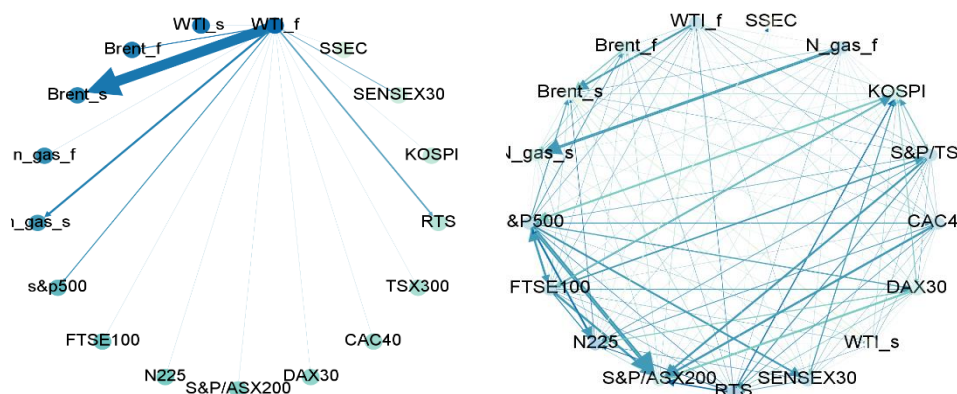 WTI_s
WTI_f
Brent_f
SSEC
Brent_s
SENSEX30
n_gas_f
KOSPI
n_gas_s
RTS
s&p500
TSX300
FTSE100
CAC40
N225
S&P/ASX200
DAX30
WTI_f
SSEC
Brent_f
N_gas_f
Brent_s
KOSPI
N_gas_s
S&P/TS
&P500
CAC4
FTSE100
DAX30
N225
WTI_s
S&P/ASX200
RTS
SENSEX30